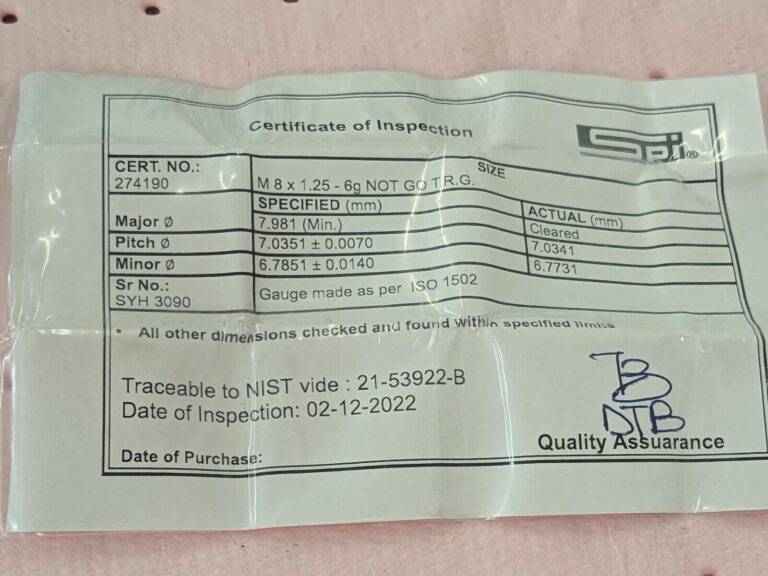 Certificate of Inspection
SPi®
CERT. NO.:
274190
SIZE
M 8 x 1.25 - 6g NOT GO T.R.G.
SPECIFIED (mm)
ACTUAL (mm)
Major Ø
7.981 (Min.)
Cleared
Pitch Ø
7.0351 ± 0.0070
7.0341
Minor Ø
6.7851 ± 0.0140
6.7731
Sr No.:
SYH 3090
Gauge made as per ISO 1502
• All other dimensions checked and found within specified limits
Traceable to NIST vide : 21-53922-B
Date of Inspection: 02-12-2022
DTB
Quality Assuarance
Date of Purchase: